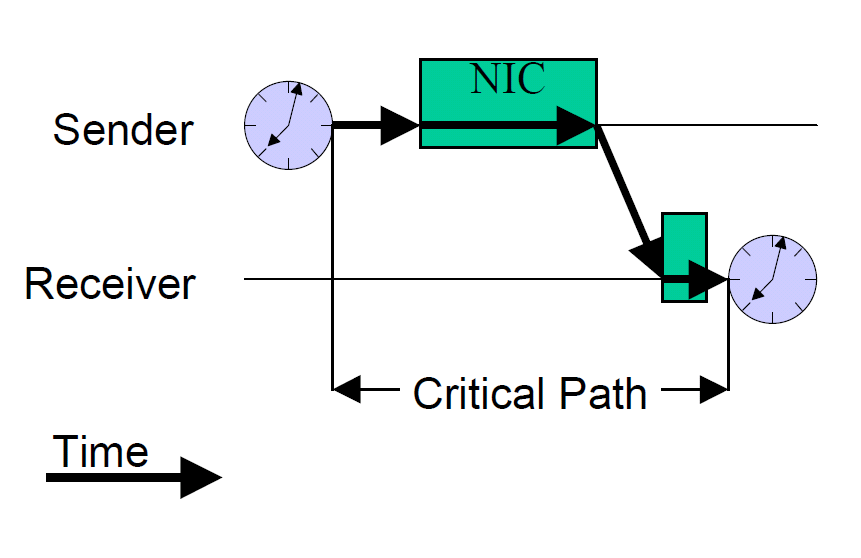 NIC
Sender
Receiver
Critical Path
Time